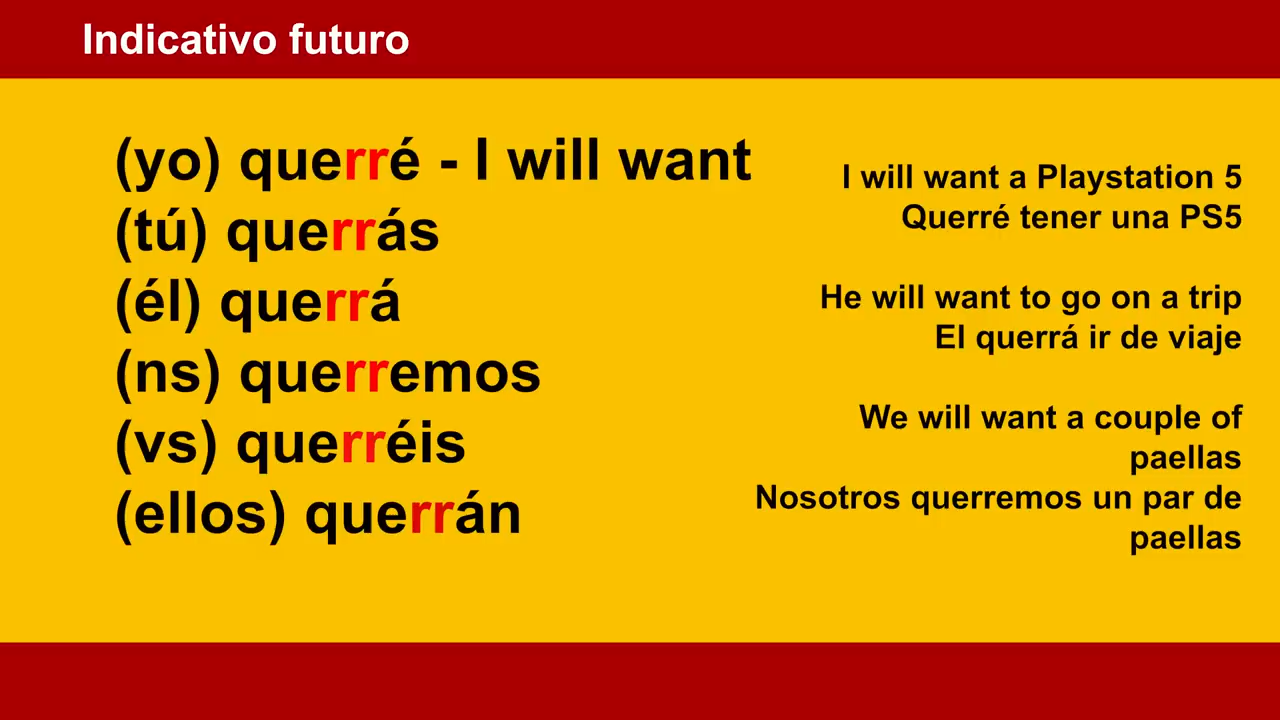 Indicativo futuro
(yo) querré - I will want
(tú) querrás
(él) querrá
(ns) querremos
(vs) querréis
(ellos) querrán
I will want a Playstation 5
Querré tener una PS5
He will want to go on a trip
El querrá ir de viaje
We will want a couple of
paellas
Nosotros querremos un par de
paellas